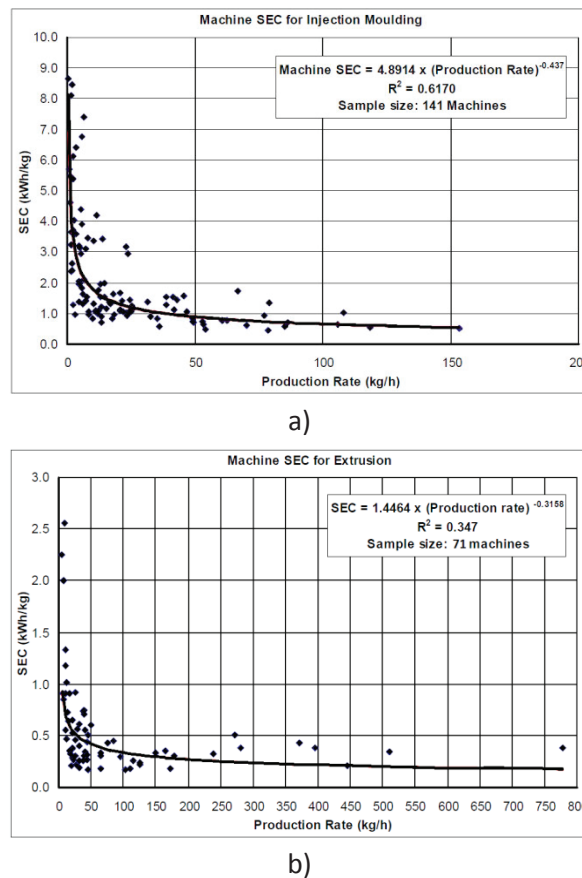 Machine SEC for Injection Moulding
10.0
9.0
8.0
7.0
6.0
5.0
4.0
3.0
2.0
1.0
0.0
SEC (kWh/kg)
Machine SEC = 4.8914 x (Production Rate)-0.437
R2 = 0.6170
Sample size: 141 Machines
0 50 100 150 20
Production Rate (kg/h)
a)
Machine SEC for Extrusion
3.0
2.5
2.0
1.5
1.0
0.5
0.0
SEC (kWh/kg)
SEC = 1.4464 x (Production rate) -0.3158
R2 = 0.347
Sample size: 71 machines
0 50 100 150 200 250 300 350 400 450 500 550 600 650 700 750 80
Production Rate (kg/h)
b)